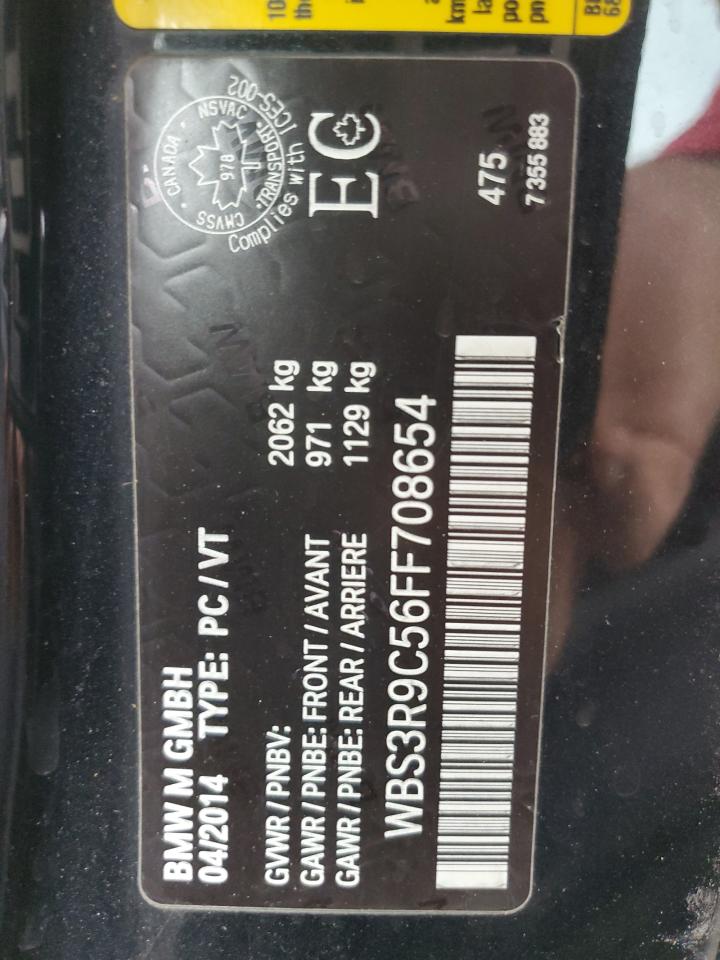 BMW M GMBH
04/2014 TYPE: PC/VT
GVWR/PNBV: 2062 kg
GAWR/PNBE: FRONT/AVANT 971 kg
GAWR/PNBE: REAR/ARRIERE 1129 kg
WBS3R9C56FF708654
CANADA
NSVAC
978
TRANSPORT
CMVSS
Complies with ICES-002
EC
475
7 355 883